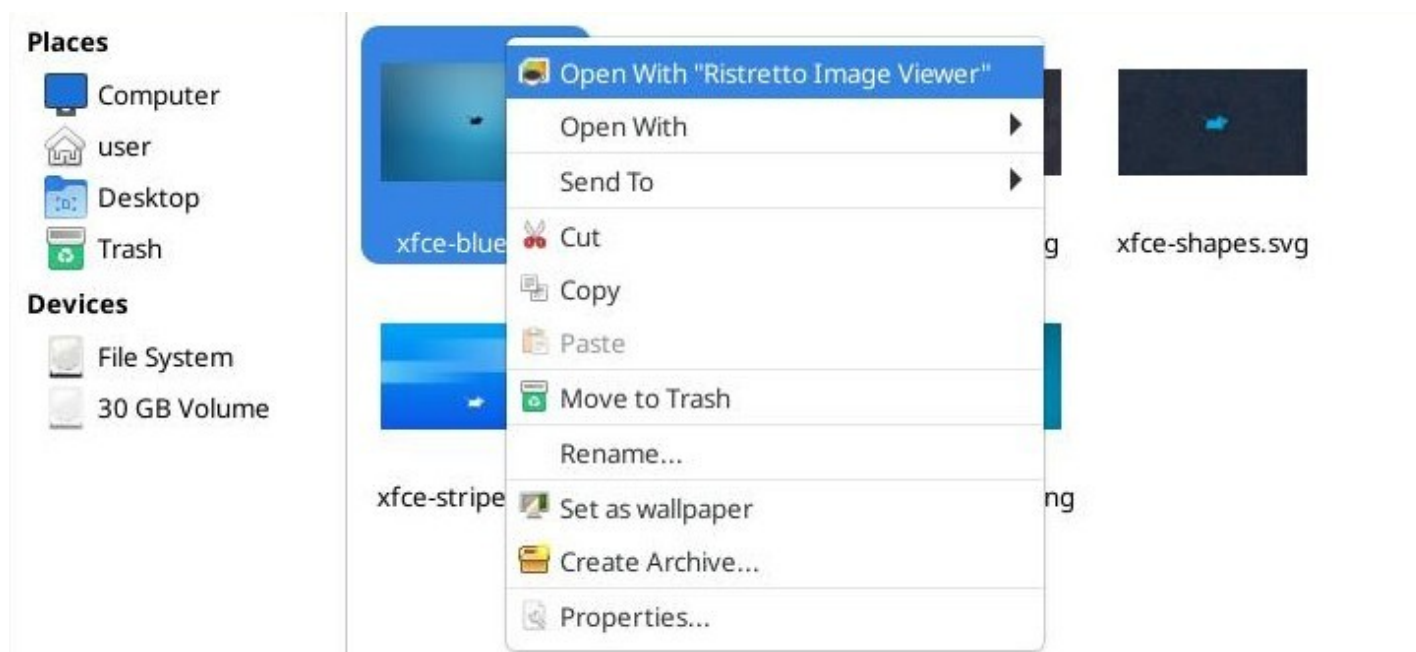 Places
Computer
user
Desktop
Trash
Devices
File System
30 GB Volume
xfce-blue
g
xfce-shapes.svg
xfce-stripe
ng
Open With "Ristretto Image Viewer"
Open With
Send To
Cut
Copy
Paste
Move to Trash
Rename...
Set as wallpaper
Create Archive...
Properties...